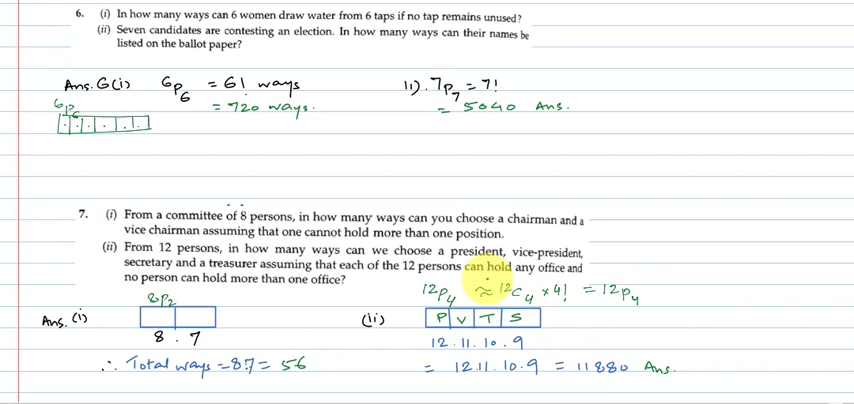 6. (i) In how many ways can 6 women draw water from 6 taps if no tap remains unused?
(ii) Seven candidates are contesting an election. In how many ways can their names be
listed on the ballot paper?
Ans. 6(i) 6P6 = 6! ways
= 720 ways.
6P6
ii). 7P7 = 7!
= 5040 Ans.
7. (i) From a committee of 8 persons, in how many ways can you choose a chairman and a
vice chairman assuming that one cannot hold more than one position.
(ii) From 12 persons, in how many ways can we choose a president, vice-president,
secretary and a treasurer assuming that each of the 12 persons can hold any office and
no person can hold more than one office?
8P2
Ans. (i)
8 . 7
∴ Total ways = 8.7 = 56
12P4 ≈ 12C4 × 4! = 12P4
(ii) P V T S
12 . 11 . 10 . 9
= 12.11.10.9 = 11880 Ans.